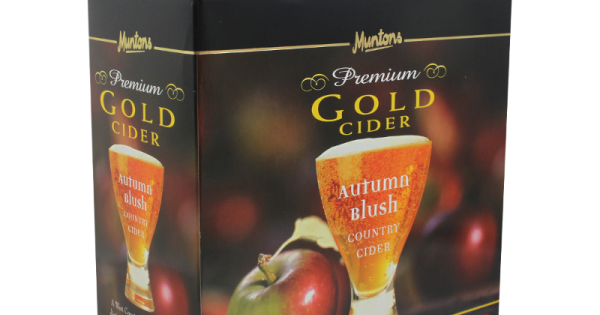 Muntons
Premium
GOLD
CIDER
Autumn
Blush
COUNTRY
CIDER
Muntons
Premium
GOLD
CIDER
Autumn
Blush
COUNTRY
CIDER